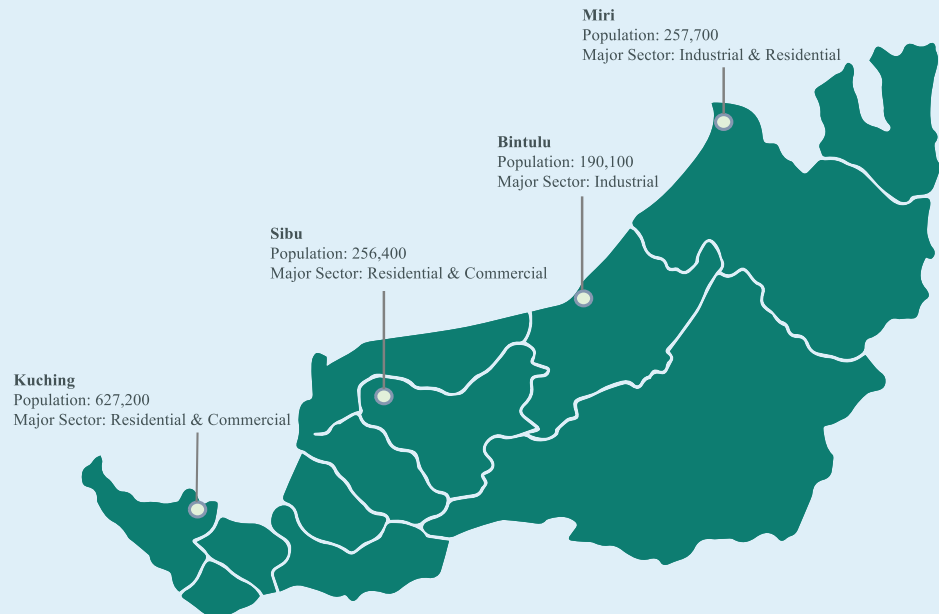 Miri
Population: 257,700
Major Sector: Industrial & Residential
Bintulu
Population: 190,100
Major Sector: Industrial
Sibu
Population: 256,400
Major Sector: Residential & Commercial
Kuching
Population: 627,200
Major Sector: Residential & Commercial